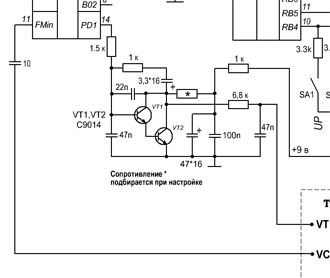 B02
PD1
14
11
FMin
1.5 к
1 к
3,3*16
+
22n
*
VT1
VT1,VT2
C9014
VT2
47n
10
1 к
6,8 к
+
100n
47n
47*16
RB5
11
RB4
10
3.3k
SA1
UP
+9 в
Сопротивление *
подбирается при настройке
VT
VC